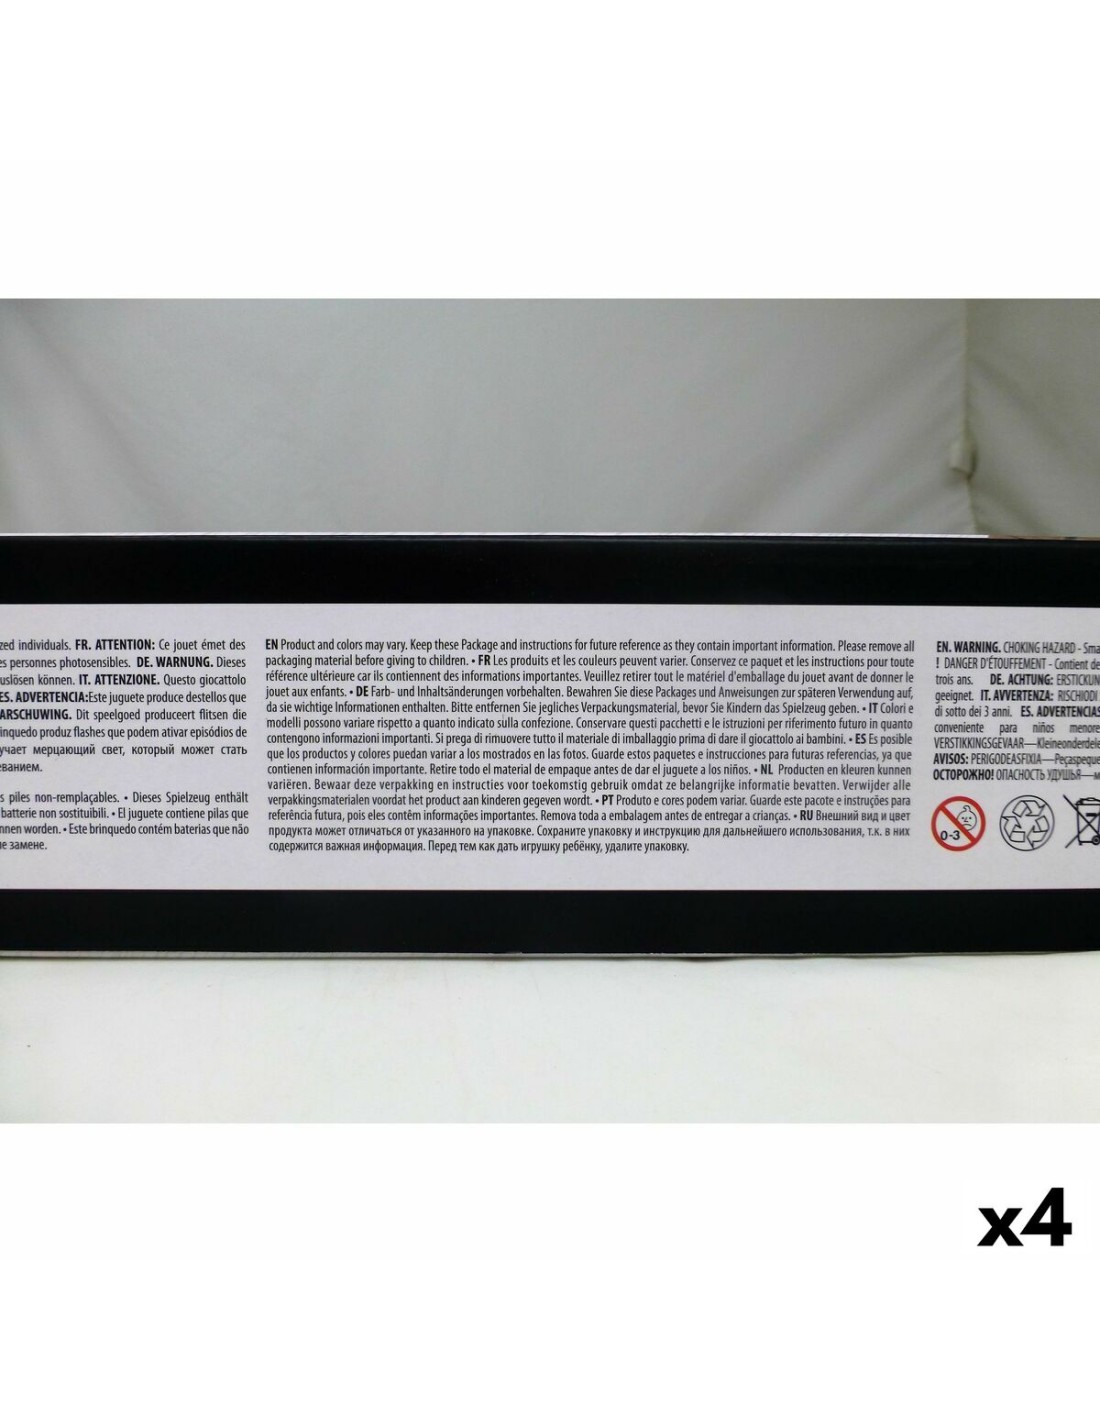 zed individuals. FR. ATTENTION: Ce jouet émet des
es personnes photosensibles. DE. WARNUNG. Dieses
uslösen können. IT. ATTENZIONE. Questo giocattolo
ES. ADVERTENCIA:Este juguete produce destellos que
ARSCHUWING. Dit speelgoed produceert flitsen die
inquedo produz flashes que podem ativar episódios de
учает мерцающий свет, который может стать
еванием.
s piles non-remplaçables. • Dieses Spielzeug enthält
batterie non sostituibili. • El juguete contiene pilas que
nnen worden. • Este brinquedo contém baterias que não
е замене.
EN Product and colors may vary. Keep these Package and instructions for future reference as they contain important information. Please remove all
packaging material before giving to children. • FR Les produits et les couleurs peuvent varier. Conservez ce paquet et les instructions pour toute
référence ultérieure car ils contiennent des informations importantes. Veuillez retirer tout le matériel d'emballage du jouet avant de donner le
jouet aux enfants. • DE Farb- und Inhaltsänderungen vorbehalten. Bewahren Sie diese Packages und Anweisungen zur späteren Verwendung auf,
da sie wichtige Informationen enthalten. Bitte entfernen Sie jegliches Verpackungsmaterial, bevor Sie Kindern das Spielzeug geben. • IT Colori e
modelli possono variare rispetto a quanto indicato sulla confezione. Conservare questi pacchetti e le istruzioni per riferimento futuro in quanto
contengono informazioni importanti. Si prega di rimuovere tutto il materiale di imballaggio prima di dare il giocattolo ai bambini. • ES Es posible
que los productos y colores puedan variar a los mostrados en las fotos. Guarde estos paquetes e instrucciones para futuras referencias, ya que
contienen información importante. Retire todo el material de empaque antes de dar el juguete a los niños. • NL Producten en kleuren kunnen
variëren. Bewaar deze verpakking en instructies voor toekomstig gebruik omdat ze belangrijke informatie bevatten. Verwijder alle
verpakkingsmaterialen voordat het product aan kinderen gegeven wordt. • PT Produto e cores podem variar. Guarde este pacote e instruções para
referência futura, pois eles contêm informações importantes. Remova toda a embalagem antes de entregar a crianças. • RU Внешний вид и цвет
продукта может отличаться от указанного на упаковке. Сохраните упаковку и инструкцию для дальнейшего использования, т.к. в них
содержится важная информация. Перед тем как дать игрушку ребёнку, удалите упаковку.
EN. WARNING. CHOKING HAZARD - Sma
! DANGER D'ÉTOUFFEMENT - Contient de
trois ans. DE. ACHTUNG: ERSTICKUN
geeignet. IT. AVVERTENZA: RISCHIO DI
di sotto dei 3 anni. ES. ADVERTENCIAS
conveniente para niños menore
VERSTIKKINGSGEVAAR—Kleineonderdele
AVISOS: PERIGODEASFIXIA—Peçaspeque
ОСТОРОЖНО! ОПАСНОСТЬ УДУШЬЯ—м
0-3
x4